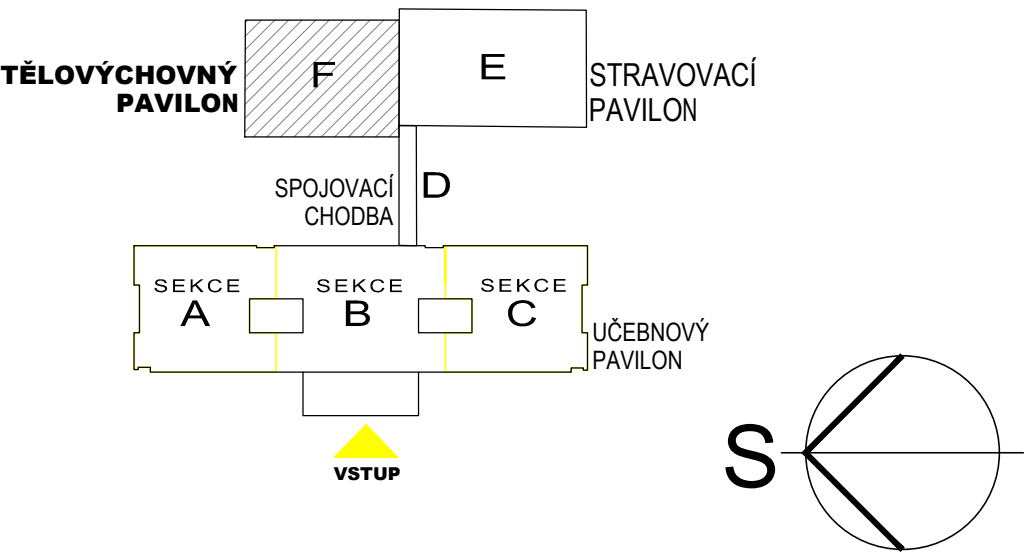 F
E
TĚLOVÝCHOVNÝ
PAVILON
STRAVOVACÍ
PAVILON
SPOJOVACÍ
CHODBA
D
SEKCE
A
SEKCE
B
SEKCE
C
UČEBNOVÝ
PAVILON
VSTUP
S